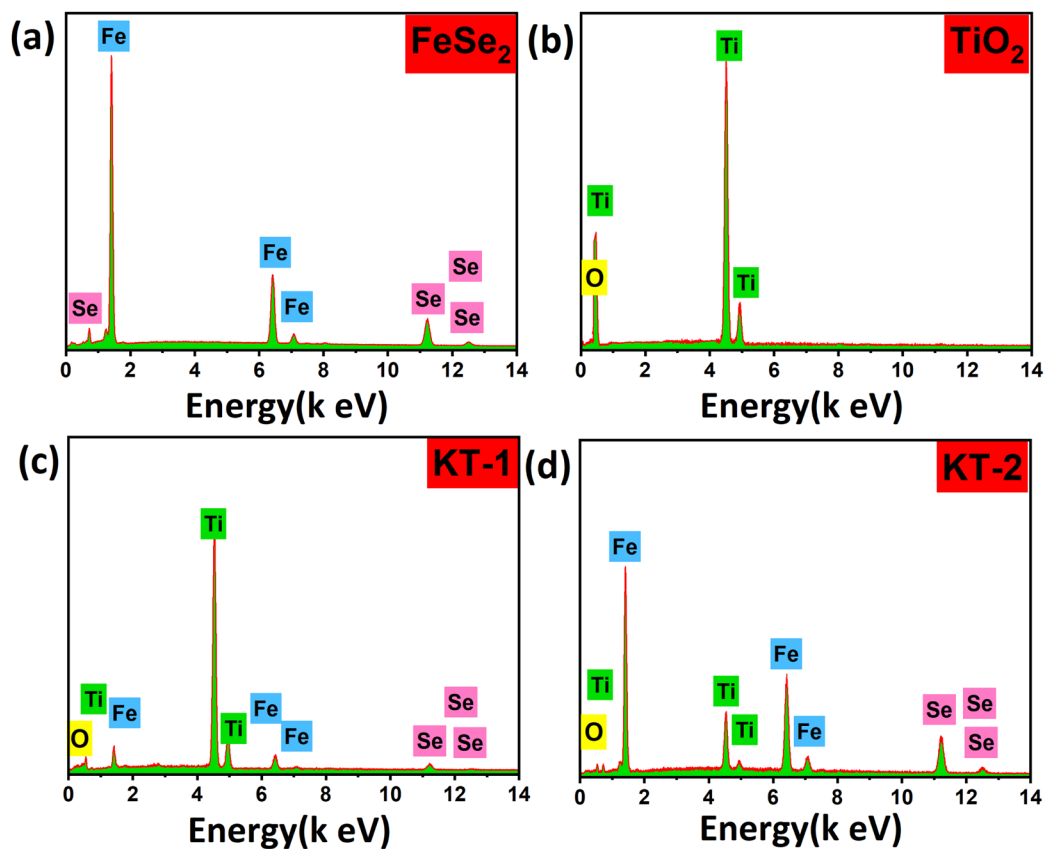 (a)
Fe
FeSe₂
Se
Fe
Fe
Se
Se
Se
0 2 4 6 8 10 12 14
Energy(k eV)
(b)
Ti
TiO₂
Ti
O
Ti
0 2 4 6 8 10 12 14
Energy(k eV)
(c)
KT-1
Ti
Ti
Fe
O
Ti
Fe
Fe
Se
Se
Se
0 2 4 6 8 10 12 14
Energy(k eV)
(d)
KT-2
Fe
Ti
O
Ti
Ti
Fe
Fe
Se
Se
Se
0 2 4 6 8 10 12 14
Energy(k eV)